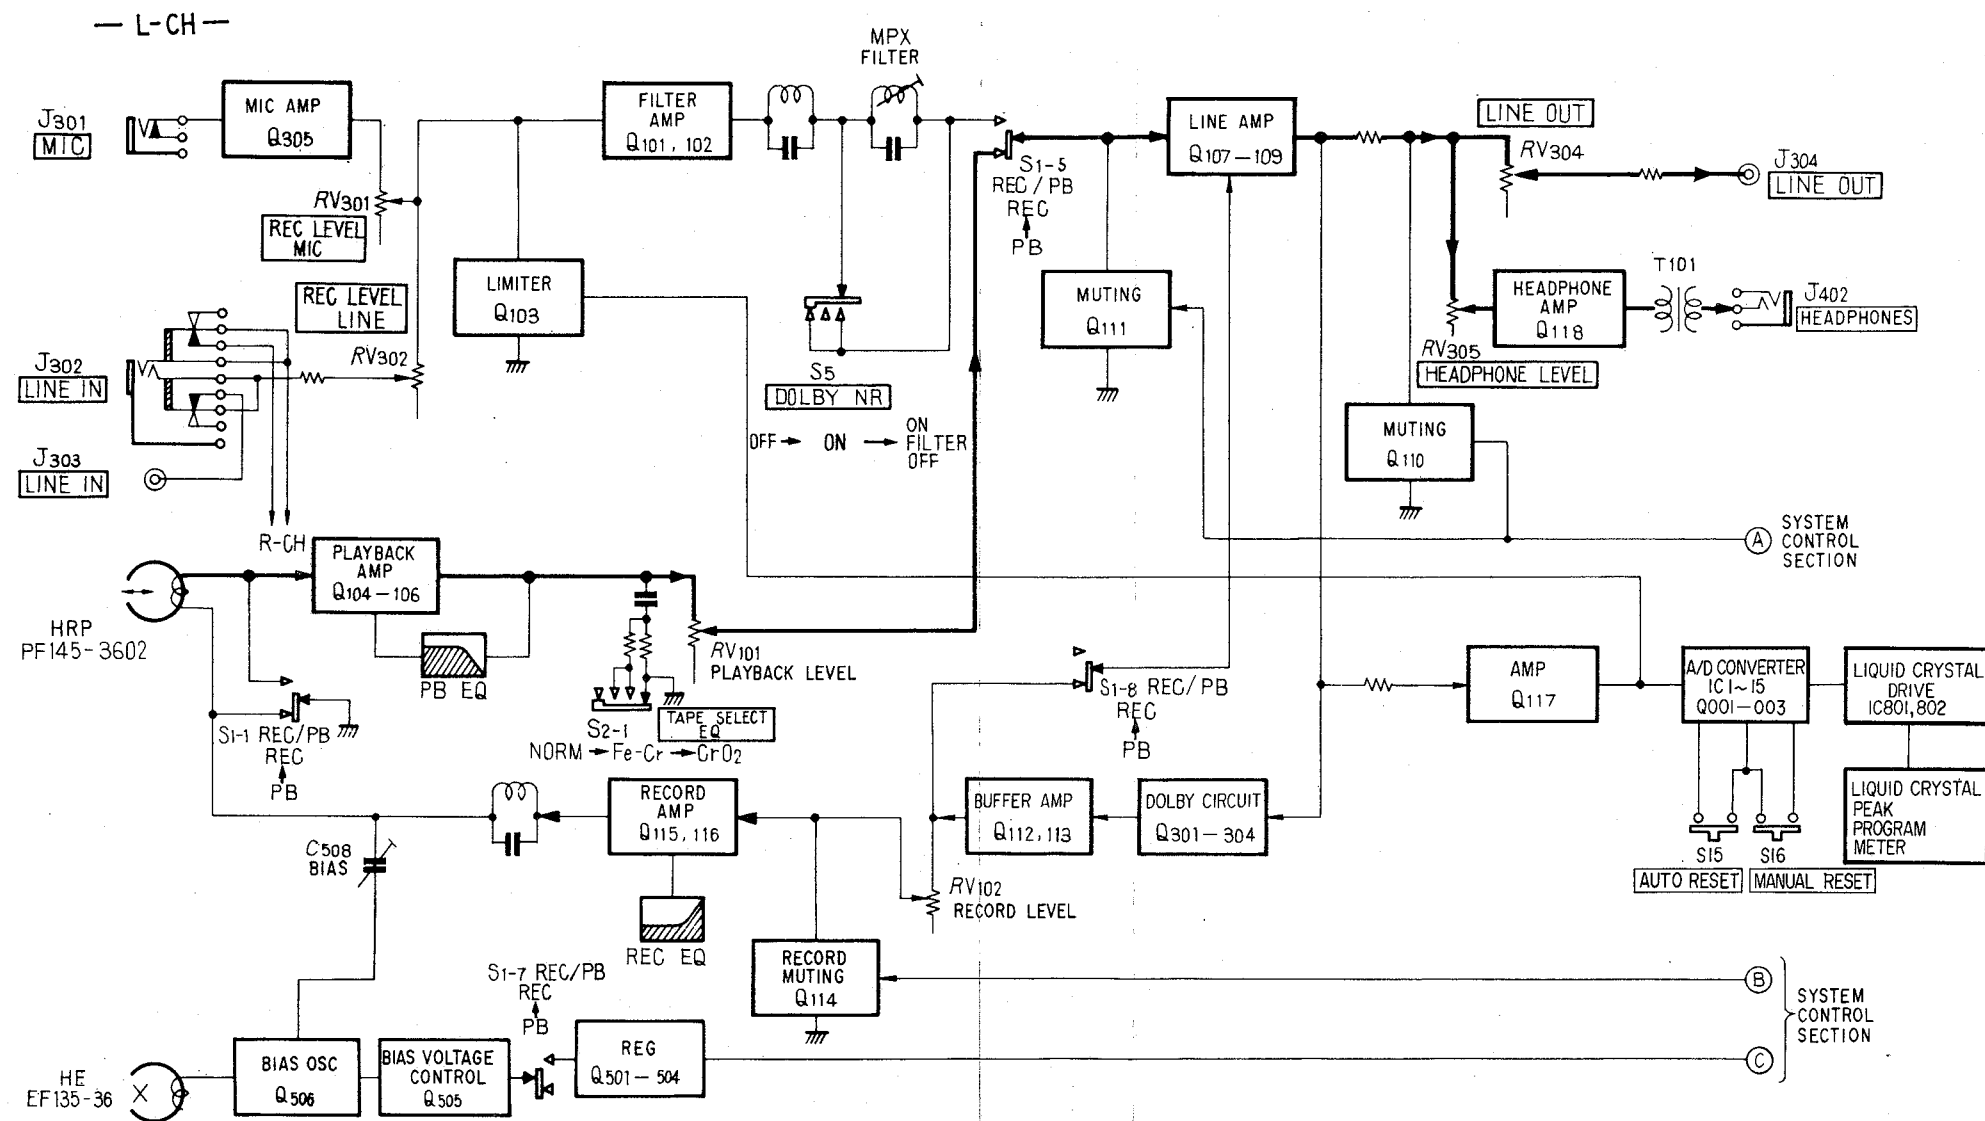 — L-CH —
MPX
FILTER
J301
MIC
MIC AMP
Q305
FILTER
AMP
Q101, 102
LINE AMP
Q107—109
LINE OUT
RV304
J304
LINE OUT
S1-5
REC / PB
REC
PB
RV301
REC LEVEL
MIC
LIMITER
Q103
REC LEVEL
LINE
RV302
J302
LINE IN
J303
LINE IN
R-CH
S5
DOLBY NR
OFF
ON
ON
FILTER
OFF
MUTING
Q111
HEADPHONE
AMP
Q118
T101
J402
HEADPHONES
RV305
HEADPHONE LEVEL
MUTING
Q110
A
SYSTEM
CONTROL
SECTION
HRP
PF145-3602
PLAYBACK
AMP
Q104—106
PB EQ
RV101
PLAYBACK LEVEL
S2-1
TAPE SELECT
EQ
NORM → Fe-Cr → CrO2
S1-1 REC/PB
REC
PB
S1-8 REC/PB
REC
PB
AMP
Q117
A/D CONVERTER
IC1~15
Q001—003
LIQUID CRYSTAL
DRIVE
IC801,802
LIQUID CRYSTAL
PEAK
PROGRAM
METER
S15
AUTO RESET
S16
MANUAL RESET
RECORD
AMP
Q115, 116
BUFFER AMP
Q112, 113
DOLBY CIRCUIT
Q301—304
C508
BIAS
REC EQ
RV102
RECORD LEVEL
RECORD
MUTING
Q114
B
SYSTEM
CONTROL
SECTION
C
S1-7 REC/PB
REC
PB
HE
EF135-36
BIAS OSC
Q506
BIAS VOLTAGE
CONTROL
Q505
REG
Q501—504